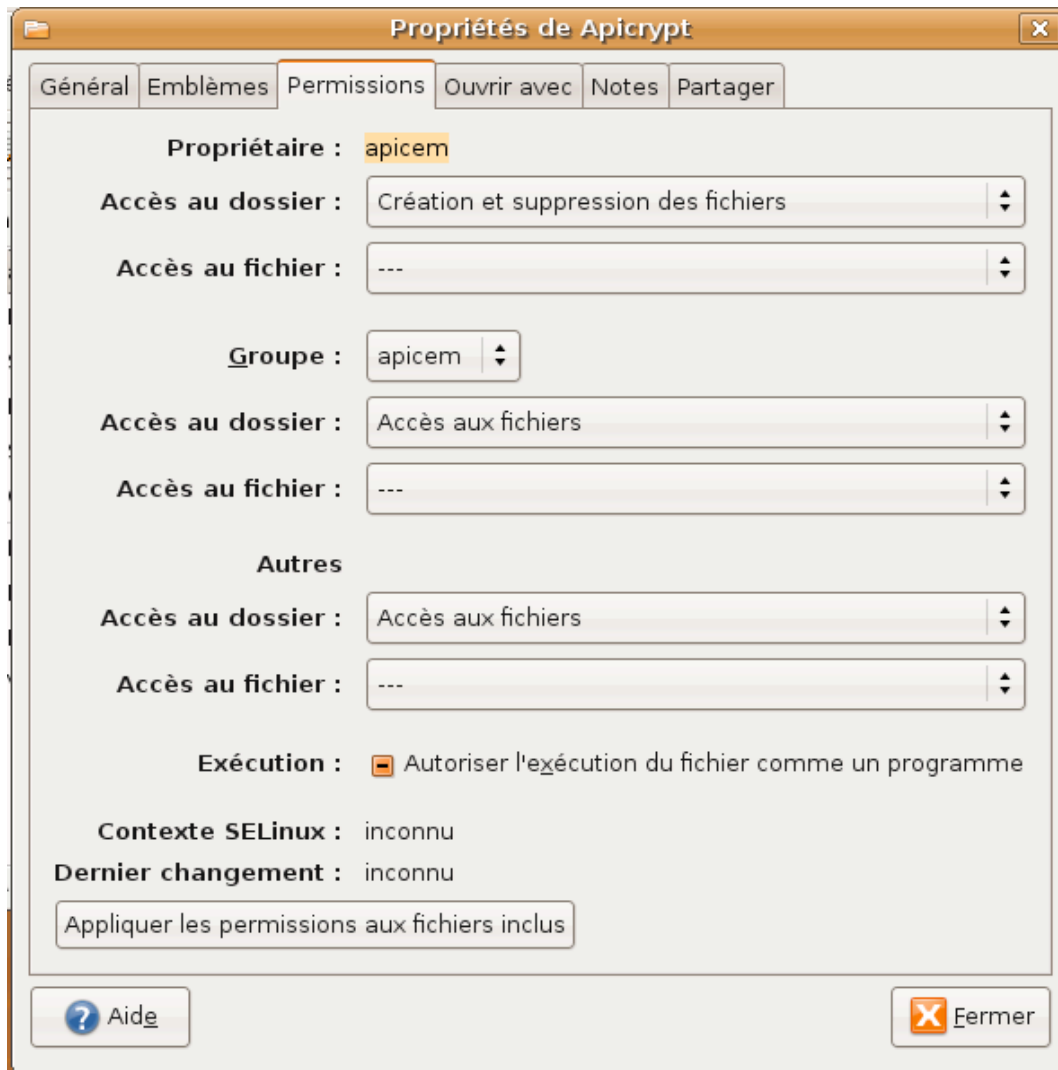 Propriétés de Apicrypt
Général Emblèmes Permissions Ouvrir avec Notes Partager
Propriétaire : apicem
Accès au dossier : Création et suppression des fichiers
Accès au fichier : ---
Groupe : apicem
Accès au dossier : Accès aux fichiers
Accès au fichier : ---
Autres
Accès au dossier : Accès aux fichiers
Accès au fichier : ---
Exécution : Autoriser l'exécution du fichier comme un programme
Contexte SELinux : inconnu
Dernier changement : inconnu
Appliquer les permissions aux fichiers inclus
Aide Fermer